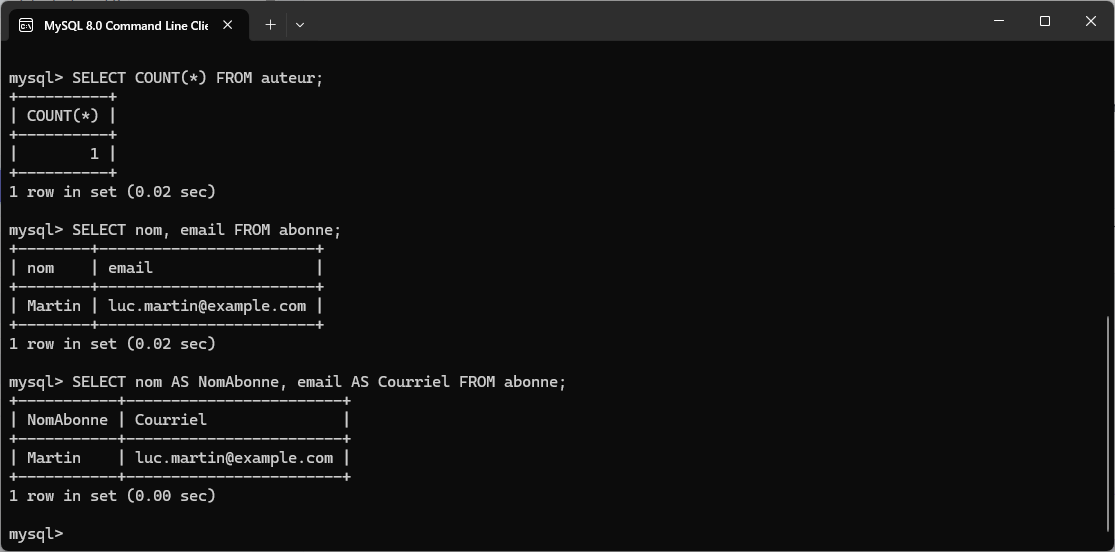 MySQL 8.0 Command Line Clie
mysql> SELECT COUNT(*) FROM auteur;
+----------+
| COUNT(*) |
+----------+
|        1 |
+----------+
1 row in set (0.02 sec)
mysql> SELECT nom, email FROM abonne;
+--------+------------------------+
| nom    | email                  |
+--------+------------------------+
| Martin | luc.martin@example.com |
+--------+------------------------+
1 row in set (0.02 sec)
mysql> SELECT nom AS NomAbonne, email AS Courriel FROM abonne;
+-----------+------------------------+
| NomAbonne | Courriel               |
+-----------+------------------------+
| Martin    | luc.martin@example.com |
+-----------+------------------------+
1 row in set (0.00 sec)
mysql>